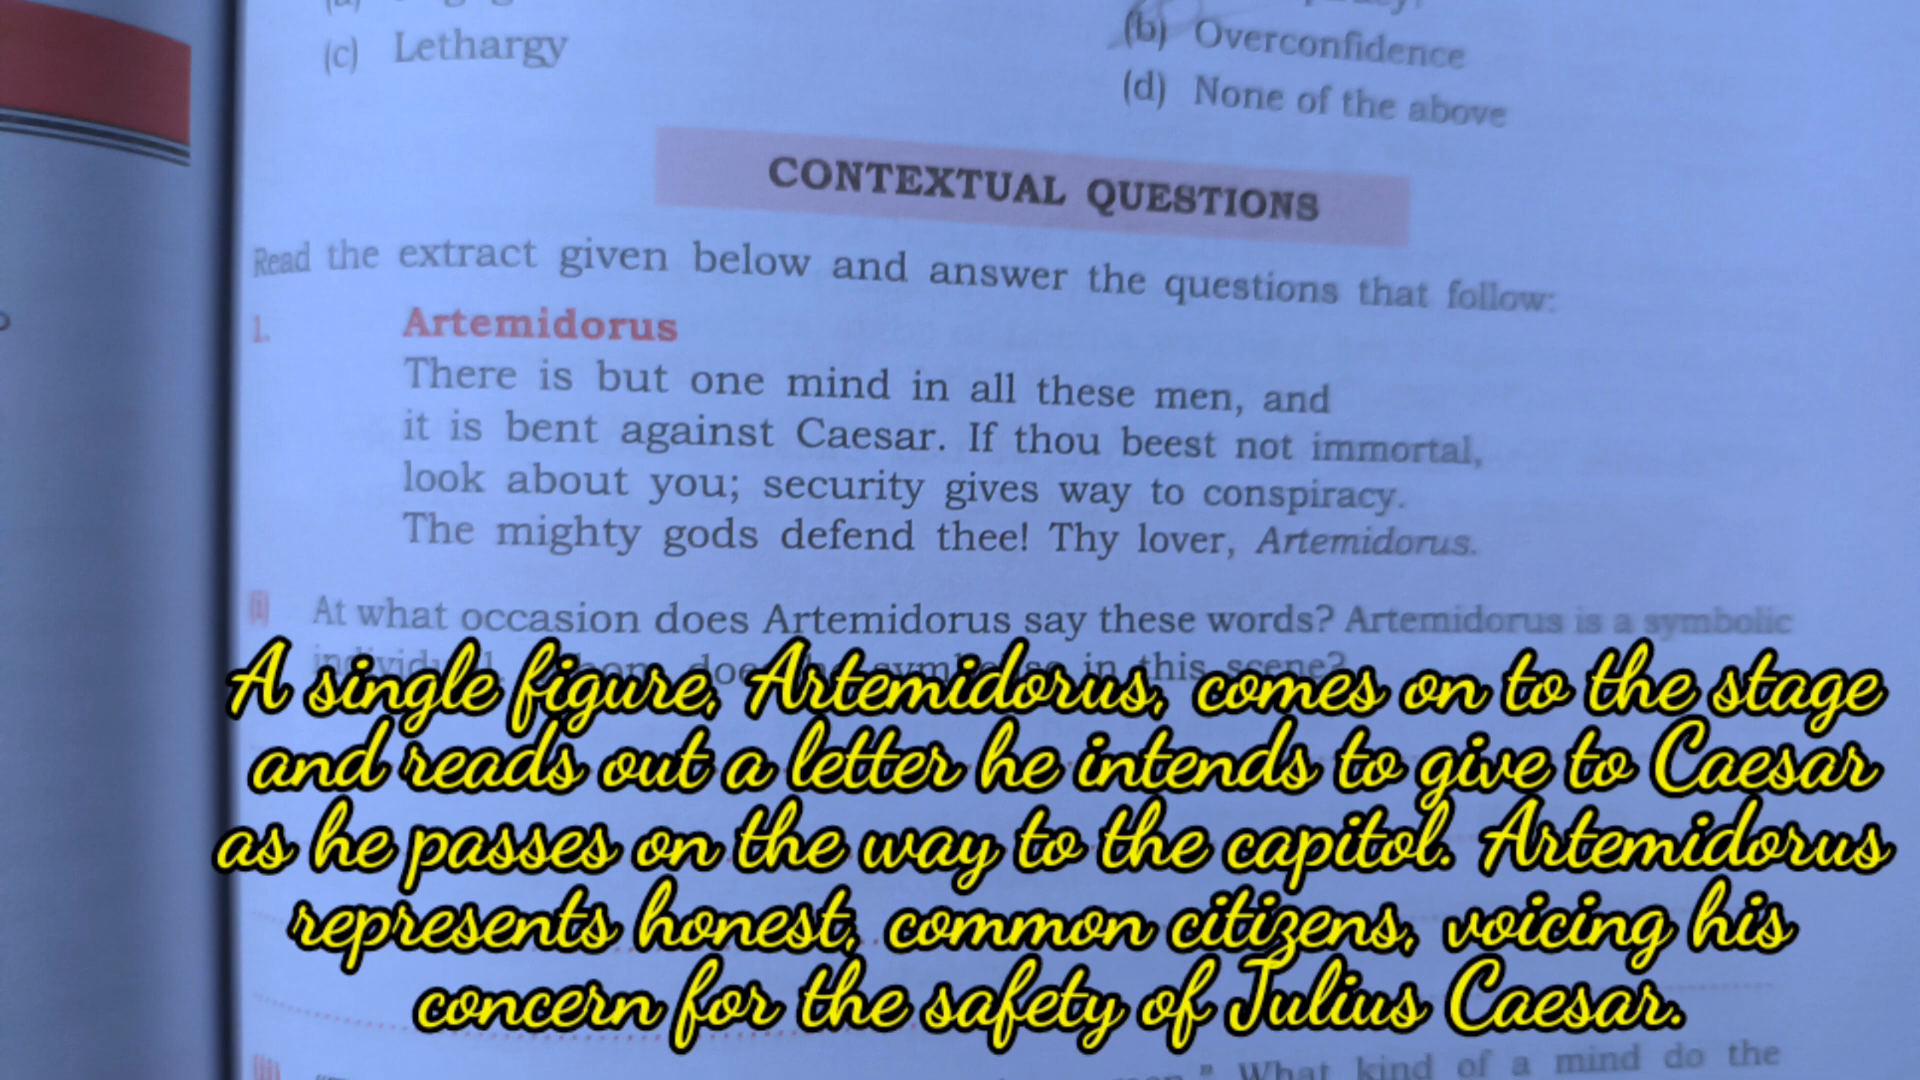 (c) Lethargy
(b) Overconfidence
(d) None of the above
CONTEXTUAL QUESTIONS
Read the extract given below and answer the questions that follow:
1. Artemidorus
There is but one mind in all these men, and
it is bent against Caesar. If thou beest not immortal,
look about you; security gives way to conspiracy.
The mighty gods defend thee! Thy lover, Artemidorus.
(i) At what occasion does Artemidorus say these words? Artemidorus is a symbolic
in this scene?
A single figure, Artemidorus, comes on to the stage
and reads out a letter he intends to give to Caesar
as he passes on the way to the capitol. Artemidorus
represents honest, common citizens, voicing his
concern for the safety of Julius Caesar.
(ii) " What kind of a mind do the